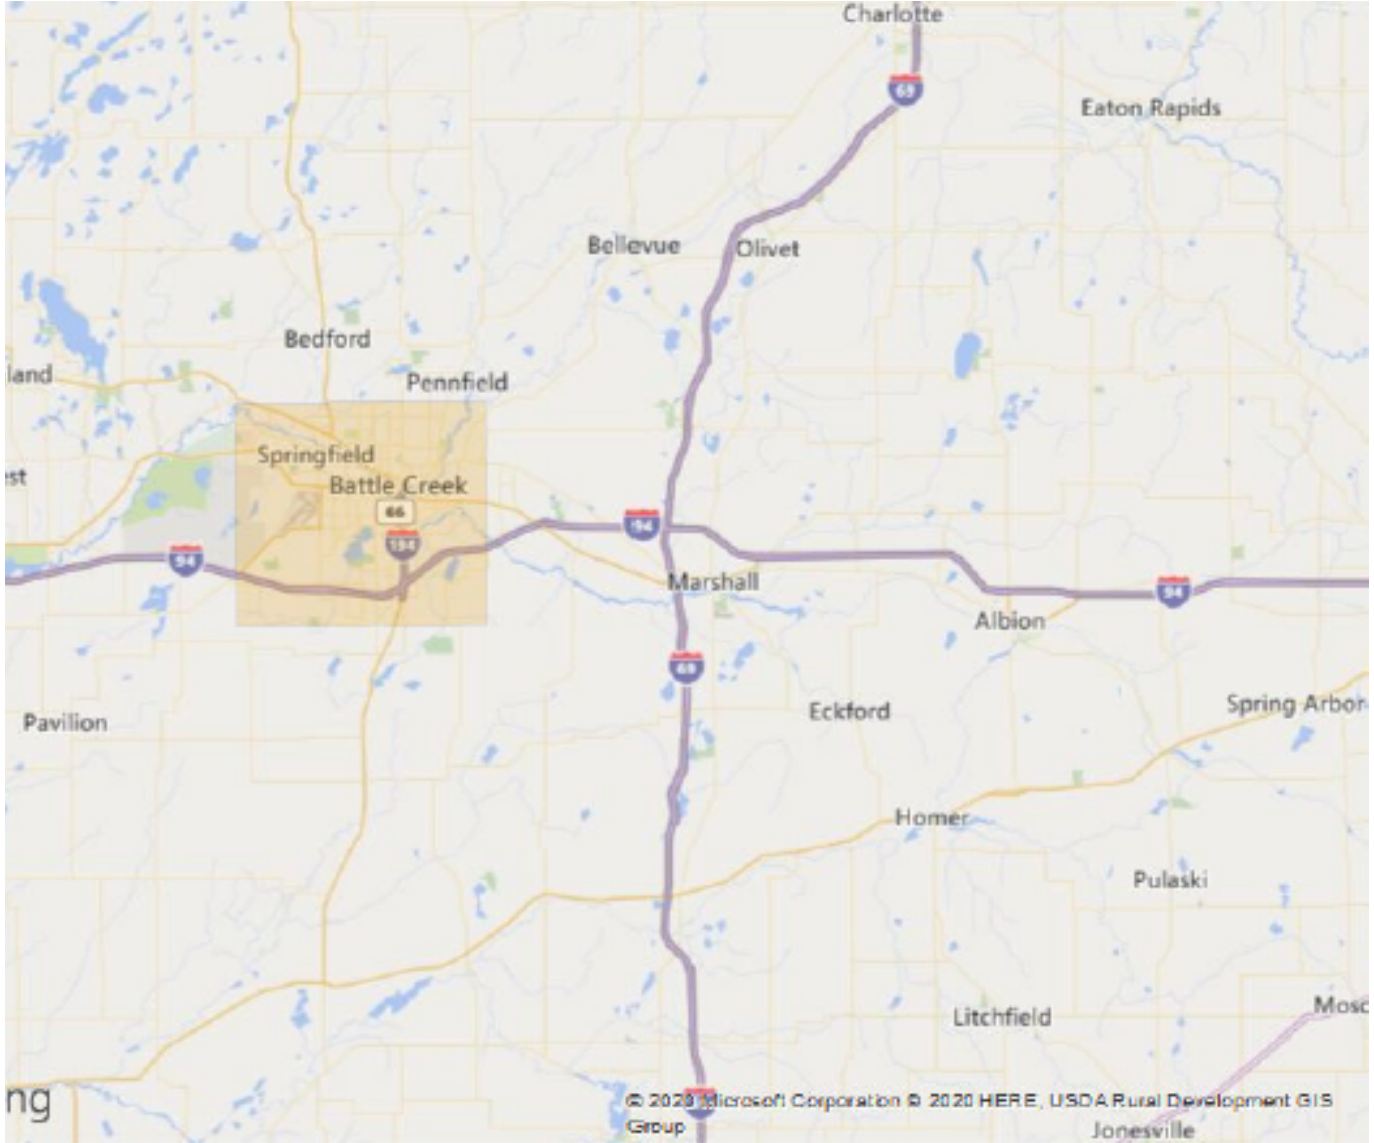 Charlotte
69
Eaton Rapids
Bellevue
Olivet
Bedford
land
Pennfield
Springfield
st
Battle Creek
66
94
194
94
Marshall
94
Albion
69
Spring Arbor
Eckford
Pavilion
Homer
Pulaski
Litchfield
Mosc
ng
© 2020 Microsoft Corporation © 2020 HERE, USDA Rural Development GIS
Group
Jonesville